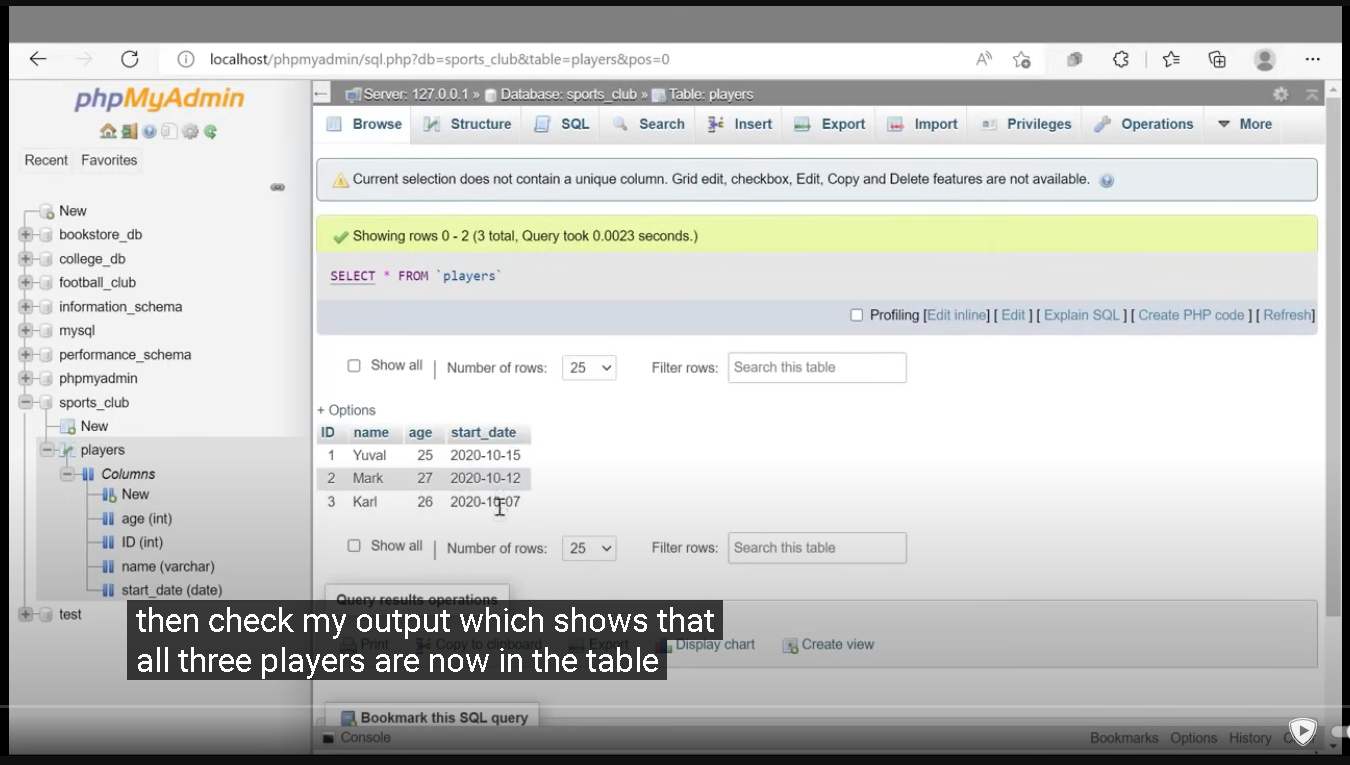 localhost/phpmyadmin/sql.php?db=sports_club&table=players&pos=0
phpMyAdmin
Recent Favorites
New
bookstore_db
college_db
football_club
information_schema
mysql
performance_schema
phpmyadmin
sports_club
New
players
Columns
New
age (int)
ID (int)
name (varchar)
start_date (date)
test
Server: 127.0.0.1 » Database: sports_club » Table: players
Browse Structure SQL Search Insert Export Import Privileges Operations More
Current selection does not contain a unique column. Grid edit, checkbox, Edit, Copy and Delete features are not available.
Showing rows 0 - 2 (3 total, Query took 0.0023 seconds.)
SELECT * FROM `players`
Profiling [Edit inline] [ Edit ] [ Explain SQL ] [ Create PHP code ] [ Refresh]
Show all | Number of rows: 25 Filter rows: Search this table
+ Options
ID name age start_date
1 Yuval 25 2020-10-15
2 Mark 27 2020-10-12
3 Karl 26 2020-10-07
Show all | Number of rows: 25 Filter rows: Search this table
Query results operations
Print Copy to clipboard Export Display chart Create view
then check my output which shows that
all three players are now in the table
Bookmark this SQL query
Console Bookmarks Options History